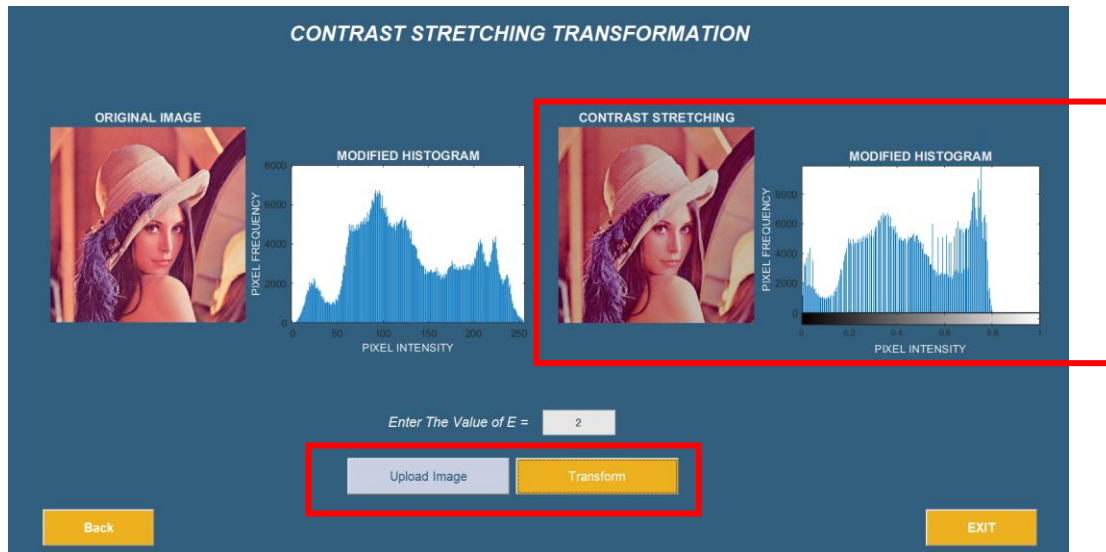 CONTRAST STRETCHING TRANSFORMATION
ORIGINAL IMAGE
MODIFIED HISTOGRAM
PIXEL FREQUENCY
8000
6000
4000
2000
0
0 50 100 150 200 250
PIXEL INTENSITY
CONTRAST STRETCHING
MODIFIED HISTOGRAM
PIXEL FREQUENCY
8000
6000
4000
2000
0
0 0.2 0.4 0.6 0.8 1
PIXEL INTENSITY
Enter The Value of E = 2
Upload Image Transform
Back EXIT